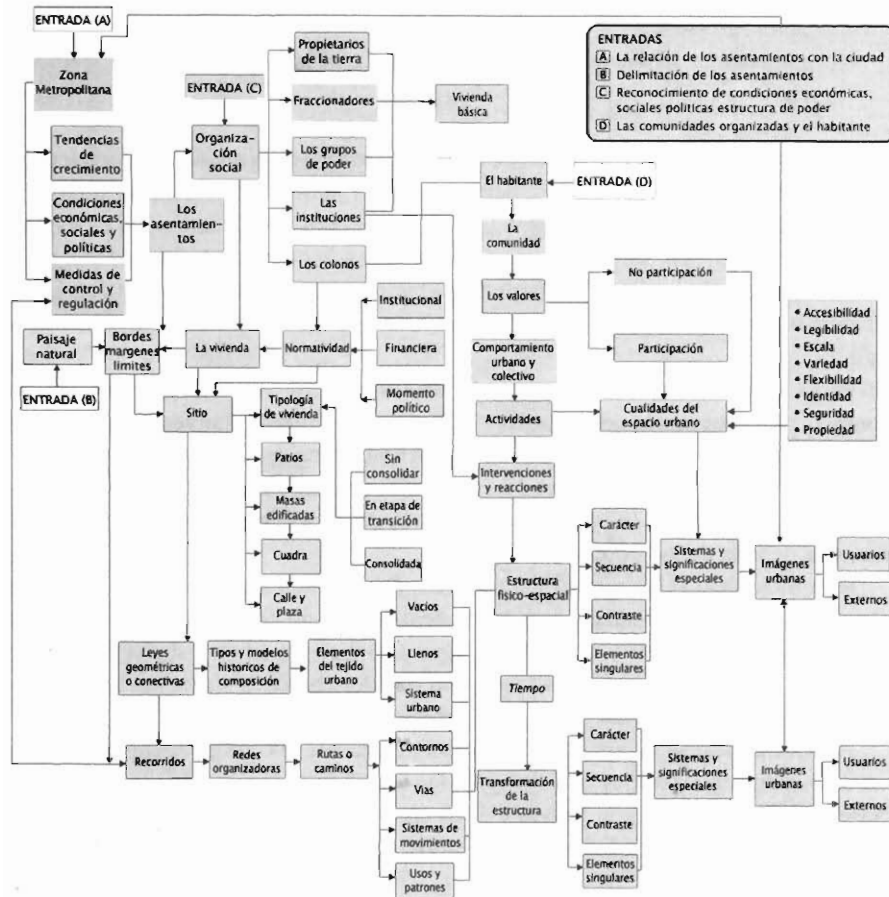 ENTRADA (A)
Zona
Metropolitana
ENTRADAS
A La relación de los asentamientos con la ciudad
B Delimitación de los asentamientos
C Reconocimiento de condiciones económicas,
sociales políticas estructura de poder
D Las comunidades organizadas y el habitante
Propietarios
de la tierra
ENTRADA (C)
Fraccionadores
Vivienda
básica
Organiza-
ción
social
Tendencias
de
crecimiento
Los grupos
de poder
El habitante
ENTRADA (D)
Condiciones
económicas,
sociales y
políticas
Los
asentamien-
tos
Las
instituciones
La
comunidad
Medidas de
control y
regulación
Los colonos
No participación
Los valores
Institucional
Paisaje
natural
Bordes
margenes
limites
La vivienda
Normatividad
Financiera
Comportamiento
urbano y
colectivo
Participación
• Accesibilidad
• Legibilidad
• Escala
• Variedad
• Flexibilidad
• Identidad
• Seguridad
• Propiedad
ENTRADA (B)
Momento
político
Sitio
Tipología
de vivienda
Actividades
Cualidades del
espacio urbano
Patios
Sin
consolidar
Intervenciones
y reacciones
Masas
edificadas
En etapa de
transición
Cuadra
Consolidada
Calle y
plaza
Estructura
fisico-espacial
Carácter
Secuencia
Contraste
Elementos
singulares
Sistemas y
significaciones
especiales
Imágenes
urbanas
Usuarios
Externos
Leyes
geométricas
o conectivas
Tipos y modelos
historicos de
composición
Elementos
del tejido
urbano
Vacios
Llenos
Sistema
urbano
Tiempo
Recorridos
Redes
organizadoras
Rutas o
caminos
Contornos
Vias
Sistemas de
movimientos
Usos y
patrones
Transformación
de la
estructura
Carácter
Secuencia
Contraste
Elementos
singulares
Sistemas y
significaciones
especiales
Imágenes
urbanas
Usuarios
Externos